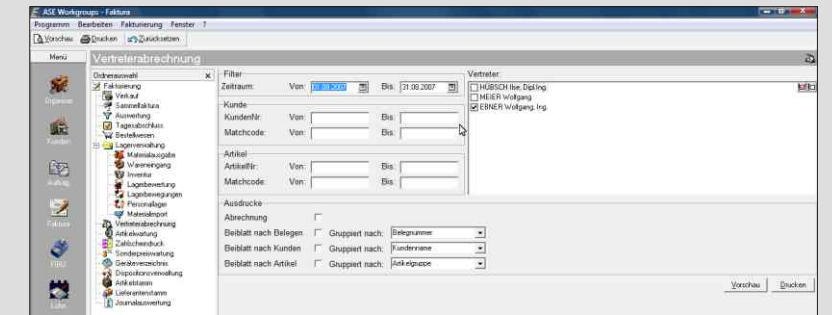 ASE Workgroups - Faktura
Programm Bearbeiten Fakturierung Fenster ?
Vorschau Drucken Zurücksetzen
Menü Vertreterabrechnung
Ordnerauswahl x
Organizer
Kunden
Auftrag
Faktura
FIBU
Lohn
Fakturierung
Verkauf
Sammelfaktura
Auswertung
Tagesabschluss
Bestellwesen
Lagerverwaltung
Materialausgabe
Wareneingang
Inventur
Lagerbewertung
Lagerbewegungen
Personallager
Materialimport
Vertreterabrechnung
Artikelwartung
Zahlscheindruck
Sonderpreiswartung
Geräteverzeichnis
Dispositionsverwaltung
Artikelstamm
Lieferantenstamm
Journalauswertung
Filter
Zeitraum: Von: 01.08.2007 Bis: 31.08.2007
Kunde
KundenNr: Von: Bis:
Matchcode: Von: Bis:
Artikel
ArtikelNr: Von: Bis:
Matchcode: Von: Bis:
Vertreter:
HÜBSCH Ilse, Dipl.Ing.
MEIER Wolfgang
EBNER Wolfgang, Ing.
Ausdrucke
Abrechnung
Beiblatt nach Belegen Gruppiert nach: Belegnummer
Beiblatt nach Kunden Gruppiert nach: Kundenname
Beiblatt nach Artikel Gruppiert nach: Artikelgruppe
Vorschau Drucken